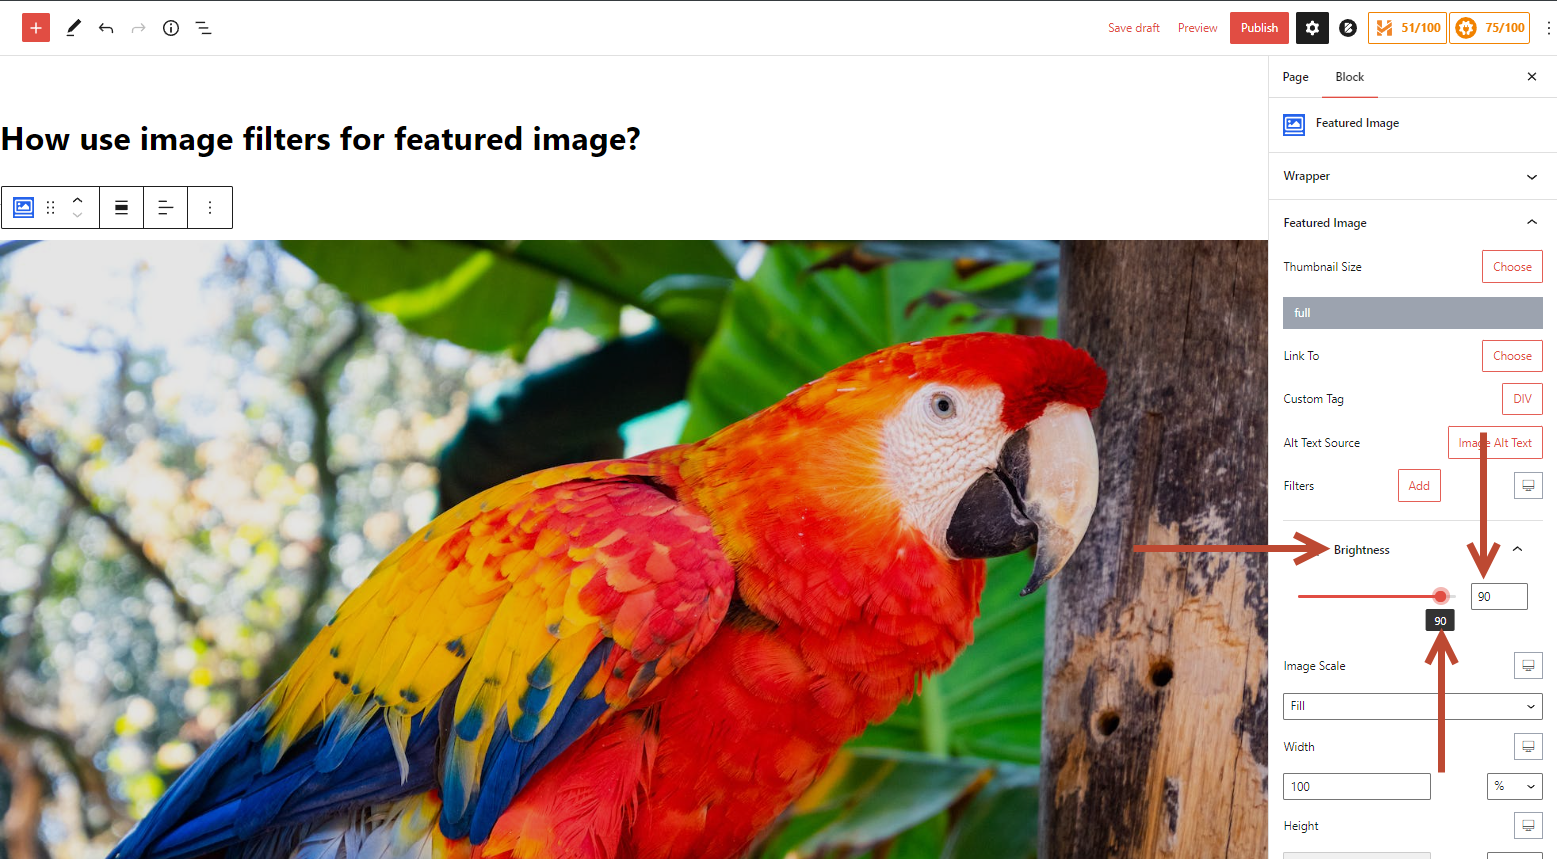 Save draft
Preview
Publish
51/100
75/100
How use image filters for featured image?
Page
Block
Featured Image
Wrapper
Featured Image
Thumbnail Size
Choose
full
Link To
Choose
Custom Tag
DIV
Alt Text Source
Image Alt Text
Filters
Add
Brightness
90
90
Image Scale
Fill
Width
100
%
Height